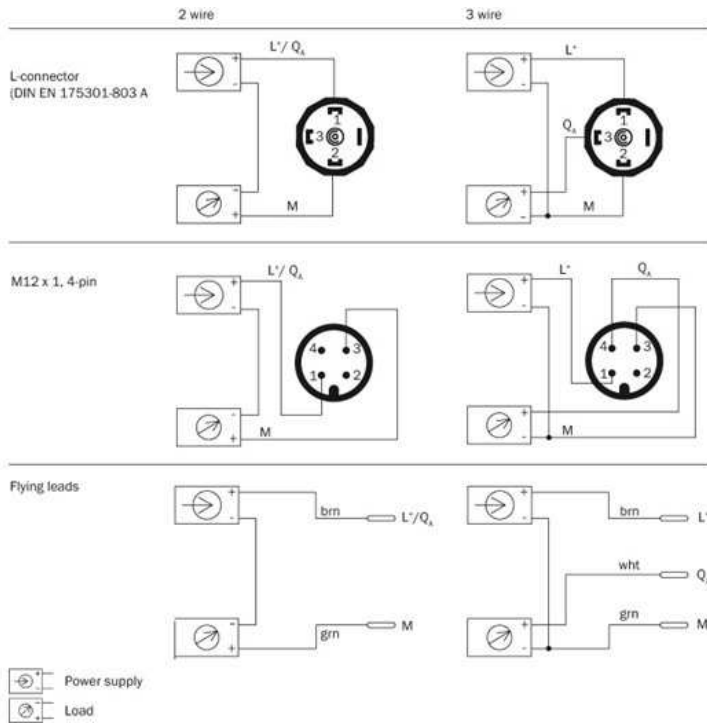 2 wire
3 wire
L-connector
(DIN EN 175301-803 A
L⁺/ Qₐ
+
-
1
3
2
-
+
M
L⁺
+
-
Qₐ
1
3
2
+
-
M
M12 x 1, 4-pin
L⁺/ Qₐ
+
-
4 3
1 2
-
+
M
L⁺
Qₐ
+
-
4 3
1 2
+
-
M
Flying leads
+
-
brn
L⁺/Qₐ
-
+
grn
M
+
-
brn
L⁺
wht
Q
+
-
grn
M
+
-
Power supply
-
+
Load